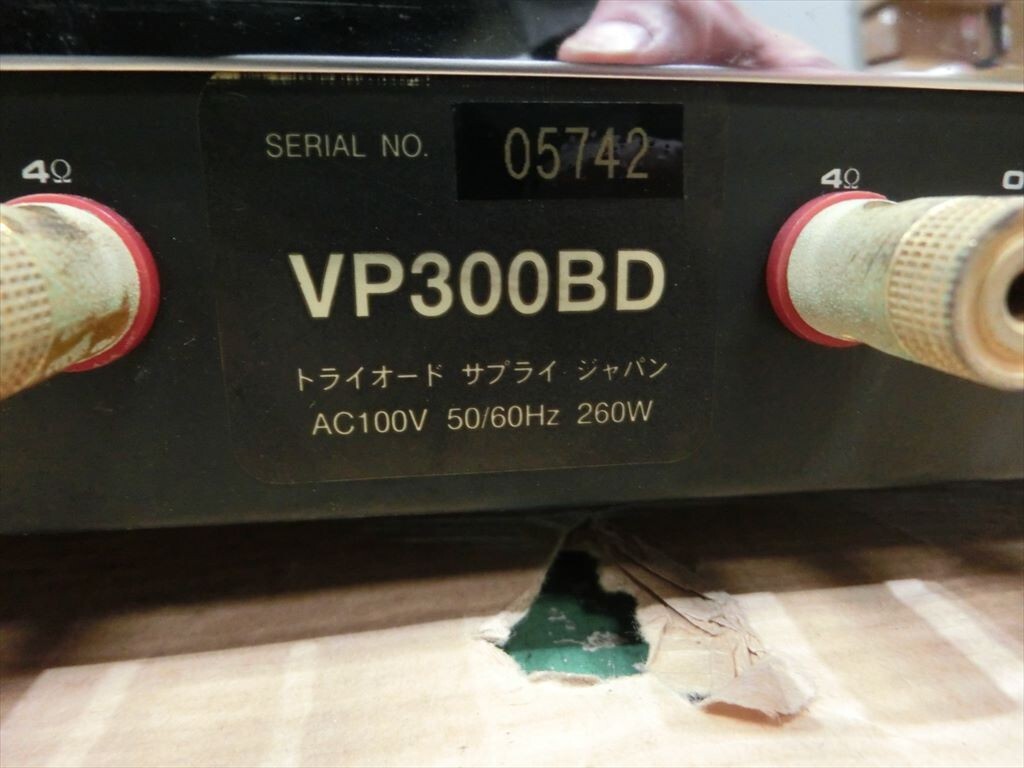 4Ω
SERIAL NO. 05742
4Ω
0
VP300BD
トライオード サプライ ジャパン
AC100V 50/60Hz 260W